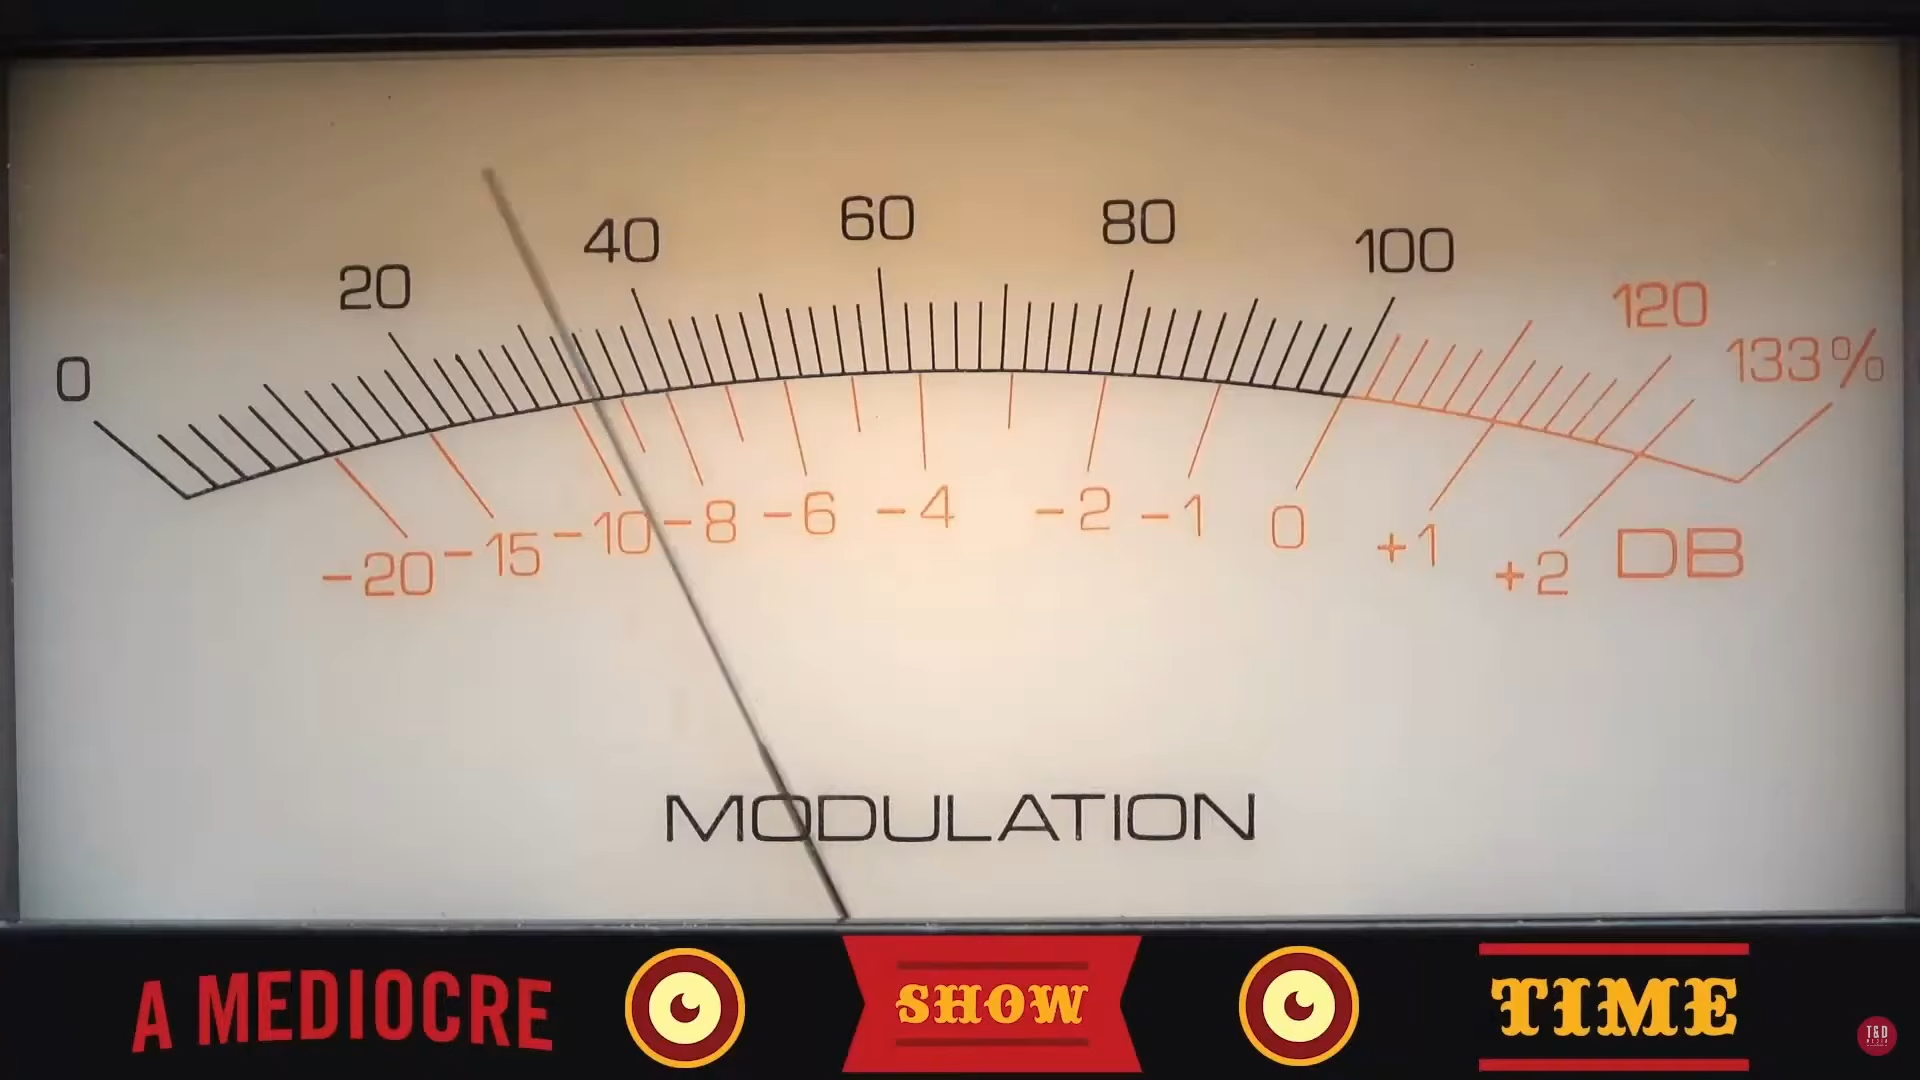 0 20 40 60 80 100 120 133%
-20 -15 -10 -8 -6 -4 -2 -1 0 +1 +2 DB
MODULATION
A MEDIOCRE SHOW TIME
T&D
MEDIA